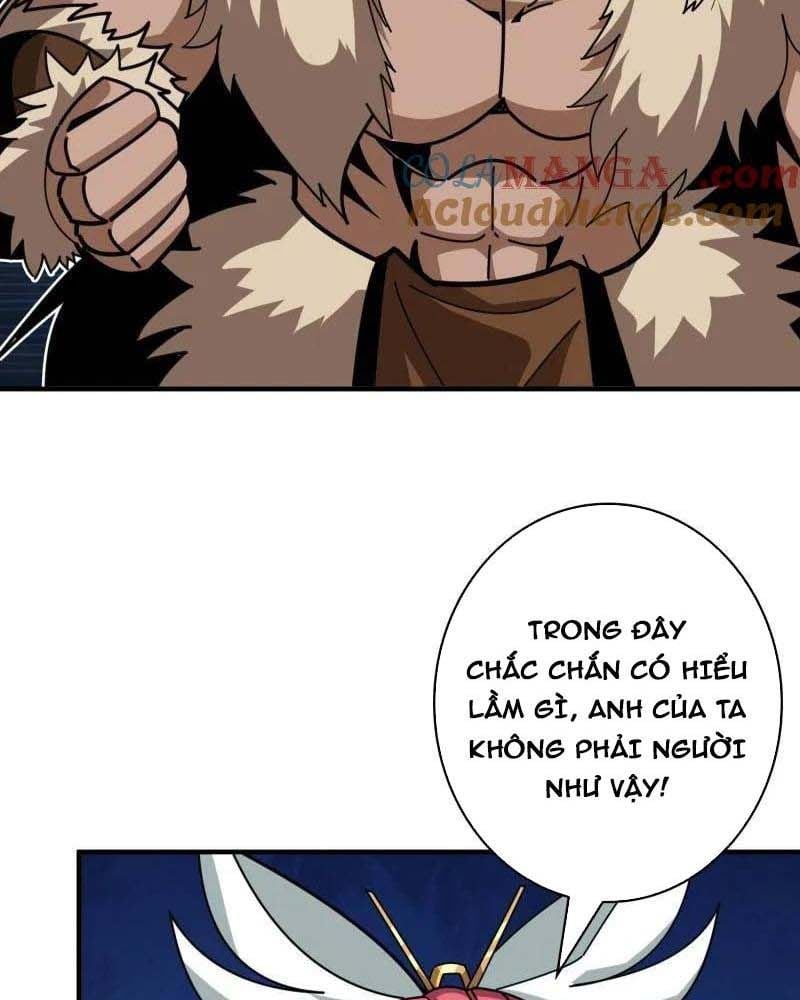 COLAMANGA.com
ACloudMerge.com
TRONG ĐÂY
CHẮC CHẮN CÓ HIỂU
LẦM GÌ, ANH CỦA TA
KHÔNG PHẢI NGƯỜI
NHƯ VẬY!